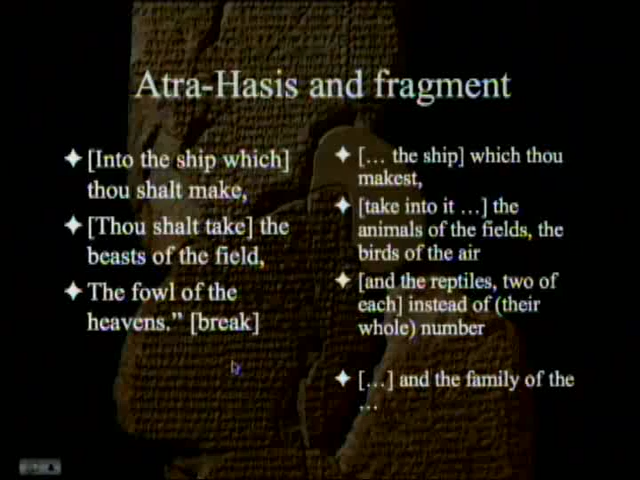 Atra-Hasis and fragment
[Into the ship which]
thou shalt make,
[Thou shalt take] the
beasts of the field,
The fowl of the
heavens.” [break]
[… the ship] which thou
makest,
[take into it …] the
animals of the fields, the
birds of the air
[and the reptiles, two of
each] instead of (their
whole) number
[…] and the family of the
…